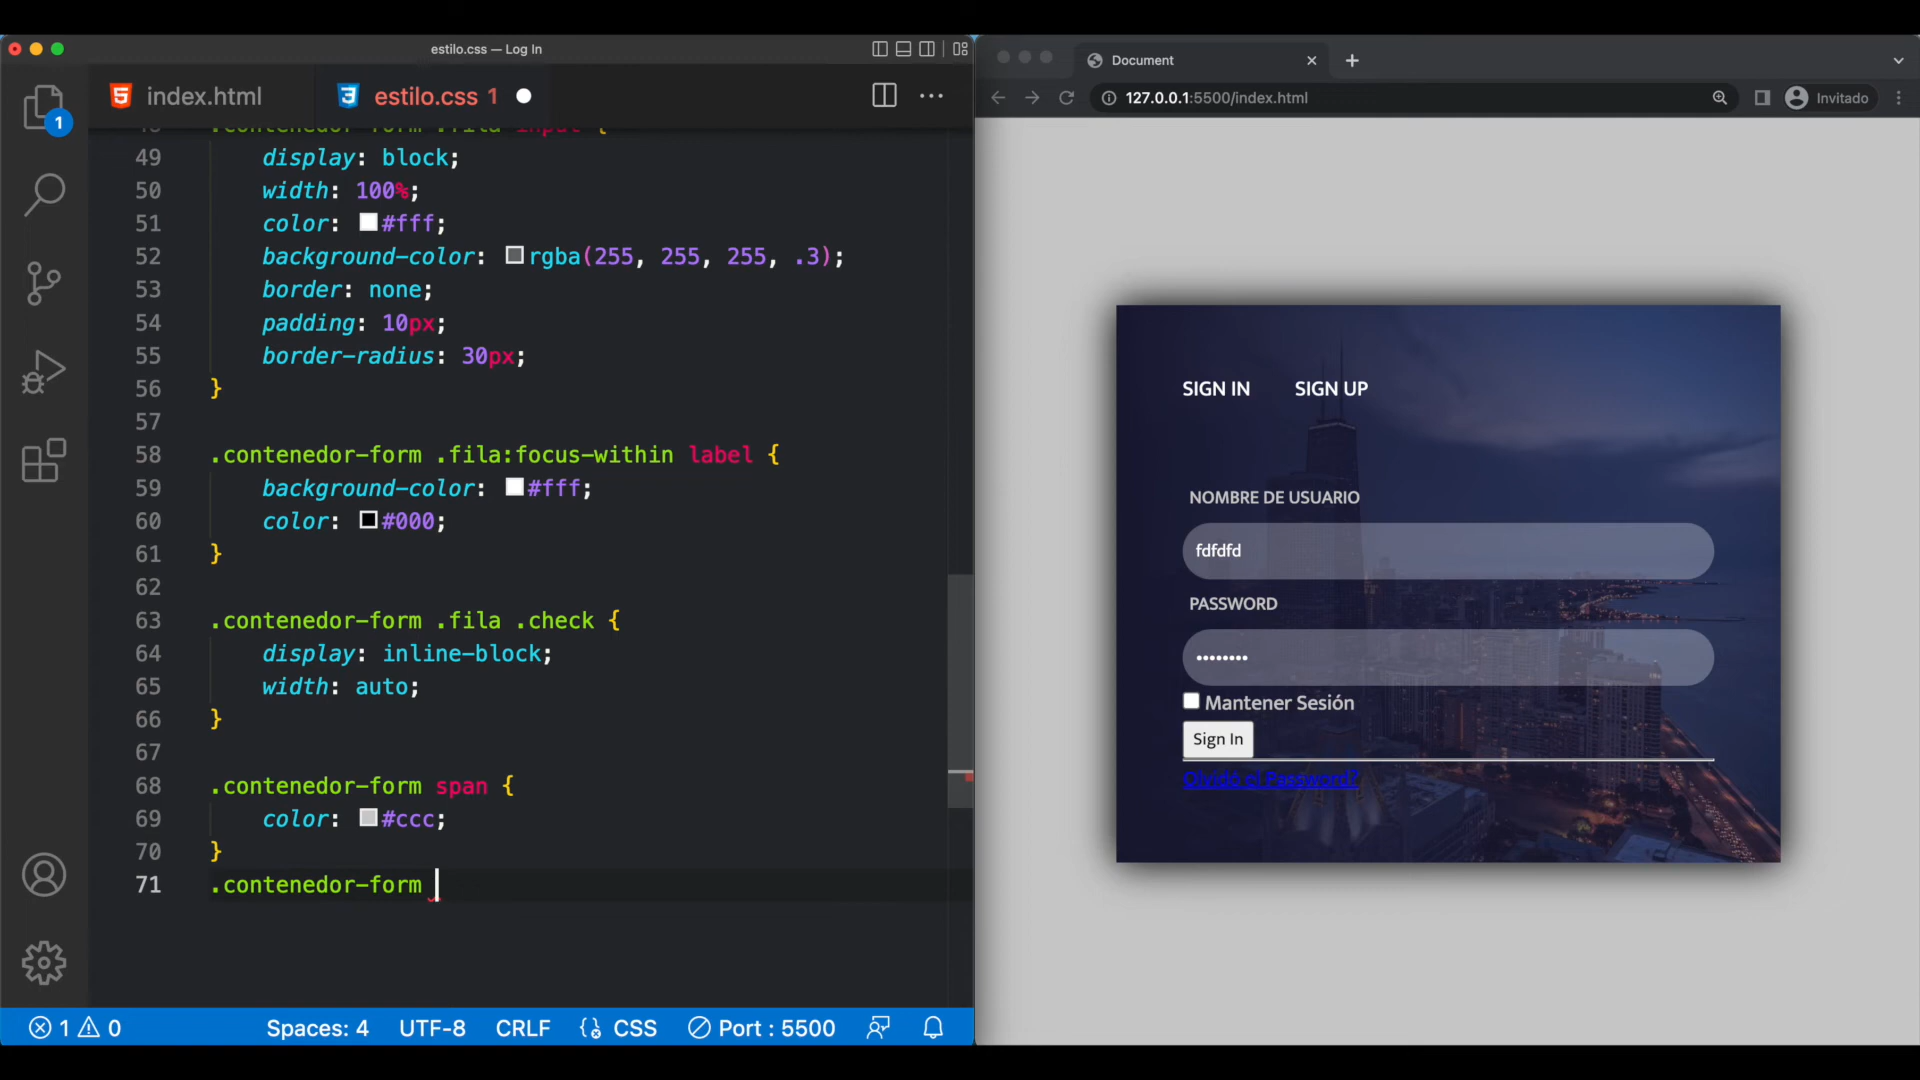 estilo.css — Log In
index.html
estilo.css 1
48 .contenedor-form .fila input {
49 display: block;
50 width: 100%;
51 color: #fff;
52 background-color: rgba(255, 255, 255, .3);
53 border: none;
54 padding: 10px;
55 border-radius: 30px;
56 }
57
58 .contenedor-form .fila:focus-within label {
59 background-color: #fff;
60 color: #000;
61 }
62
63 .contenedor-form .fila .check {
64 display: inline-block;
65 width: auto;
66 }
67
68 .contenedor-form span {
69 color: #ccc;
70 }
71 .contenedor-form
1
1 0 Spaces: 4 UTF-8 CRLF CSS Port : 5500
Document
127.0.0.1:5500/index.html
Invitado
SIGN IN SIGN UP
NOMBRE DE USUARIO
fdfdfd
PASSWORD
••••••••
Mantener Sesión
Sign In
Olvidó el Password?